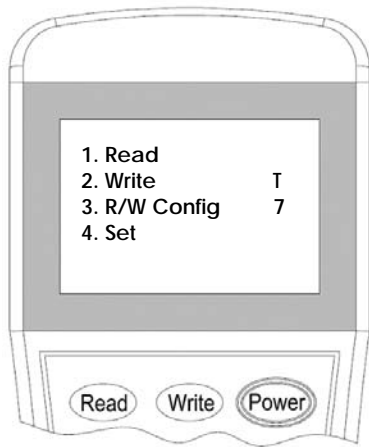 1. Read
2. Write T
3. R/W Config 7
4. Set
Read Write Power